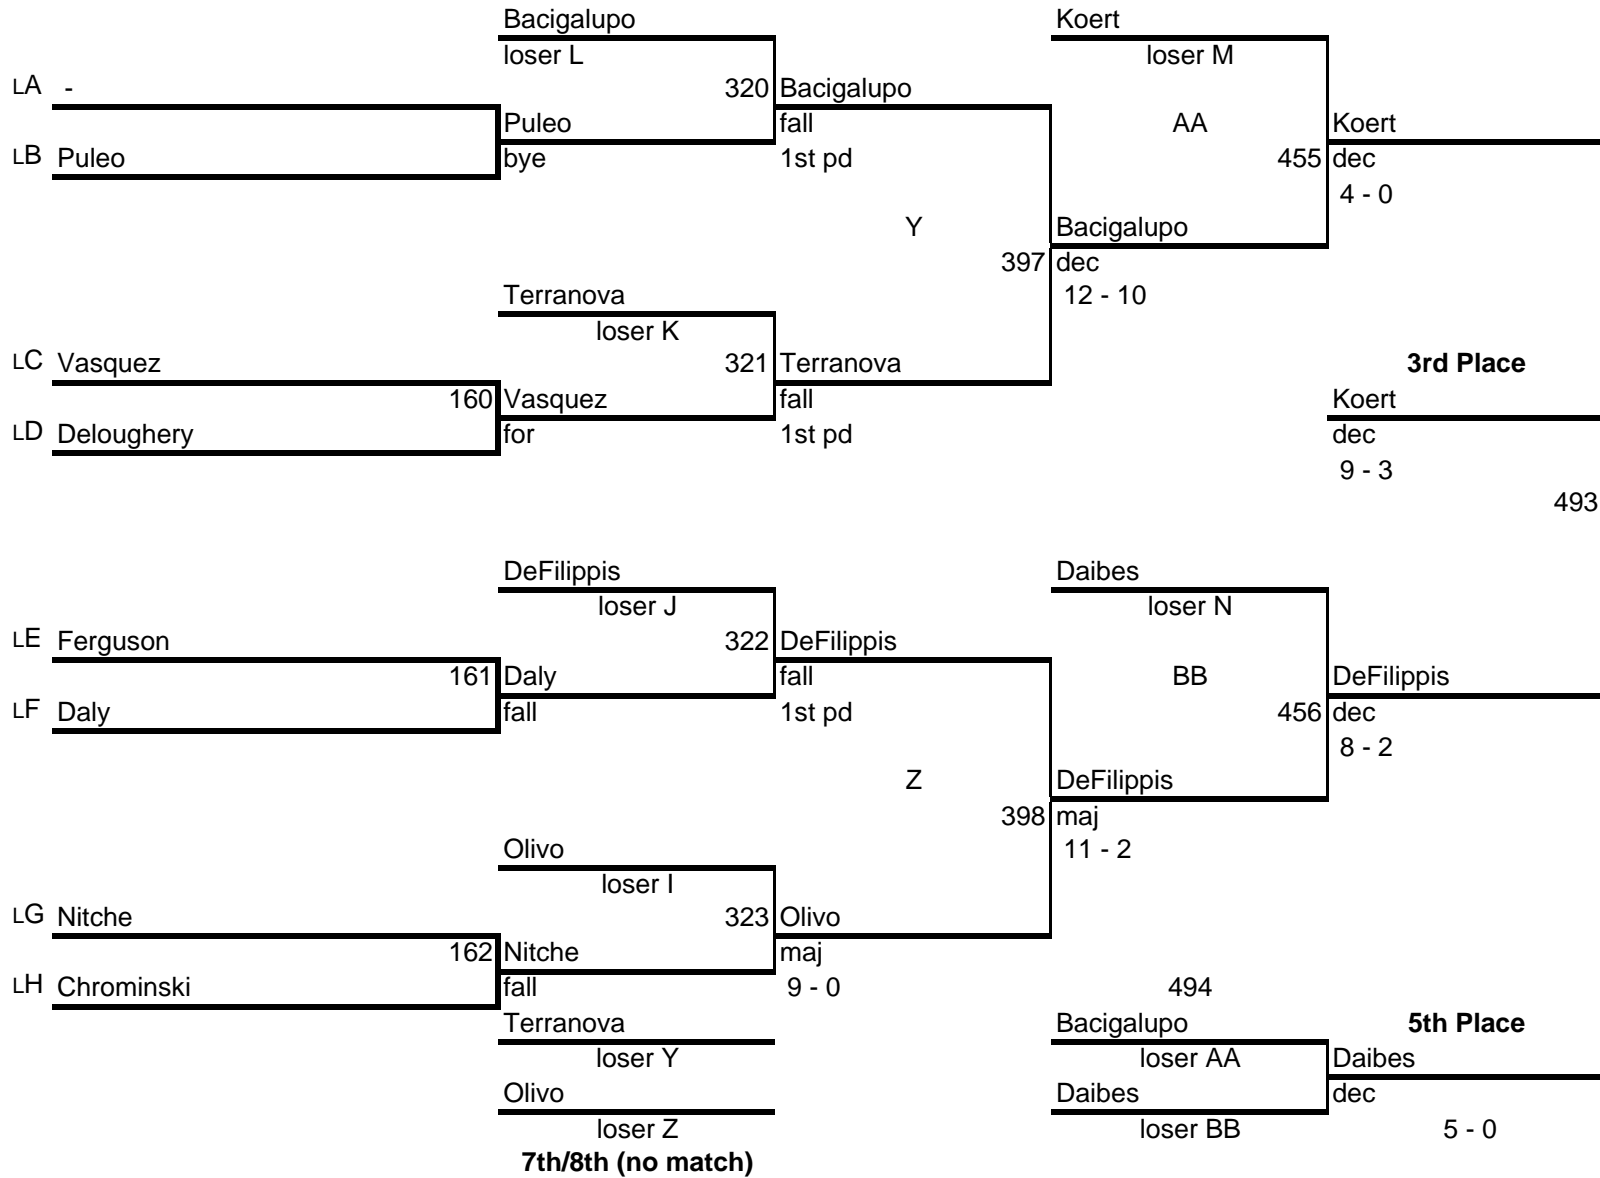 Bacigalupo Koert
loser L loser M
LA - 320 Bacigalupo
Puleo fall AA Koert
LB Puleo bye 1st pd 455 dec
4 - 0
Y Bacigalupo
397 dec
Terranova 12 - 10
loser K
LC Vasquez 321 Terranova 3rd Place
160 Vasquez fall Koert
LD Deloughery for 1st pd dec
9 - 3
493
DeFilippis Daibes
loser J loser N
LE Ferguson 322 DeFilippis
161 Daly fall BB DeFilippis
LF Daly fall 1st pd 456 dec
8 - 2
Z DeFilippis
398 maj
Olivo 11 - 2
loser I
LG Nitche 323 Olivo
162 Nitche maj
LH Chrominski fall 9 - 0 494
Terranova Bacigalupo 5th Place
loser Y loser AA Daibes
Olivo Daibes dec
loser Z loser BB 5 - 0
7th/8th (no match)